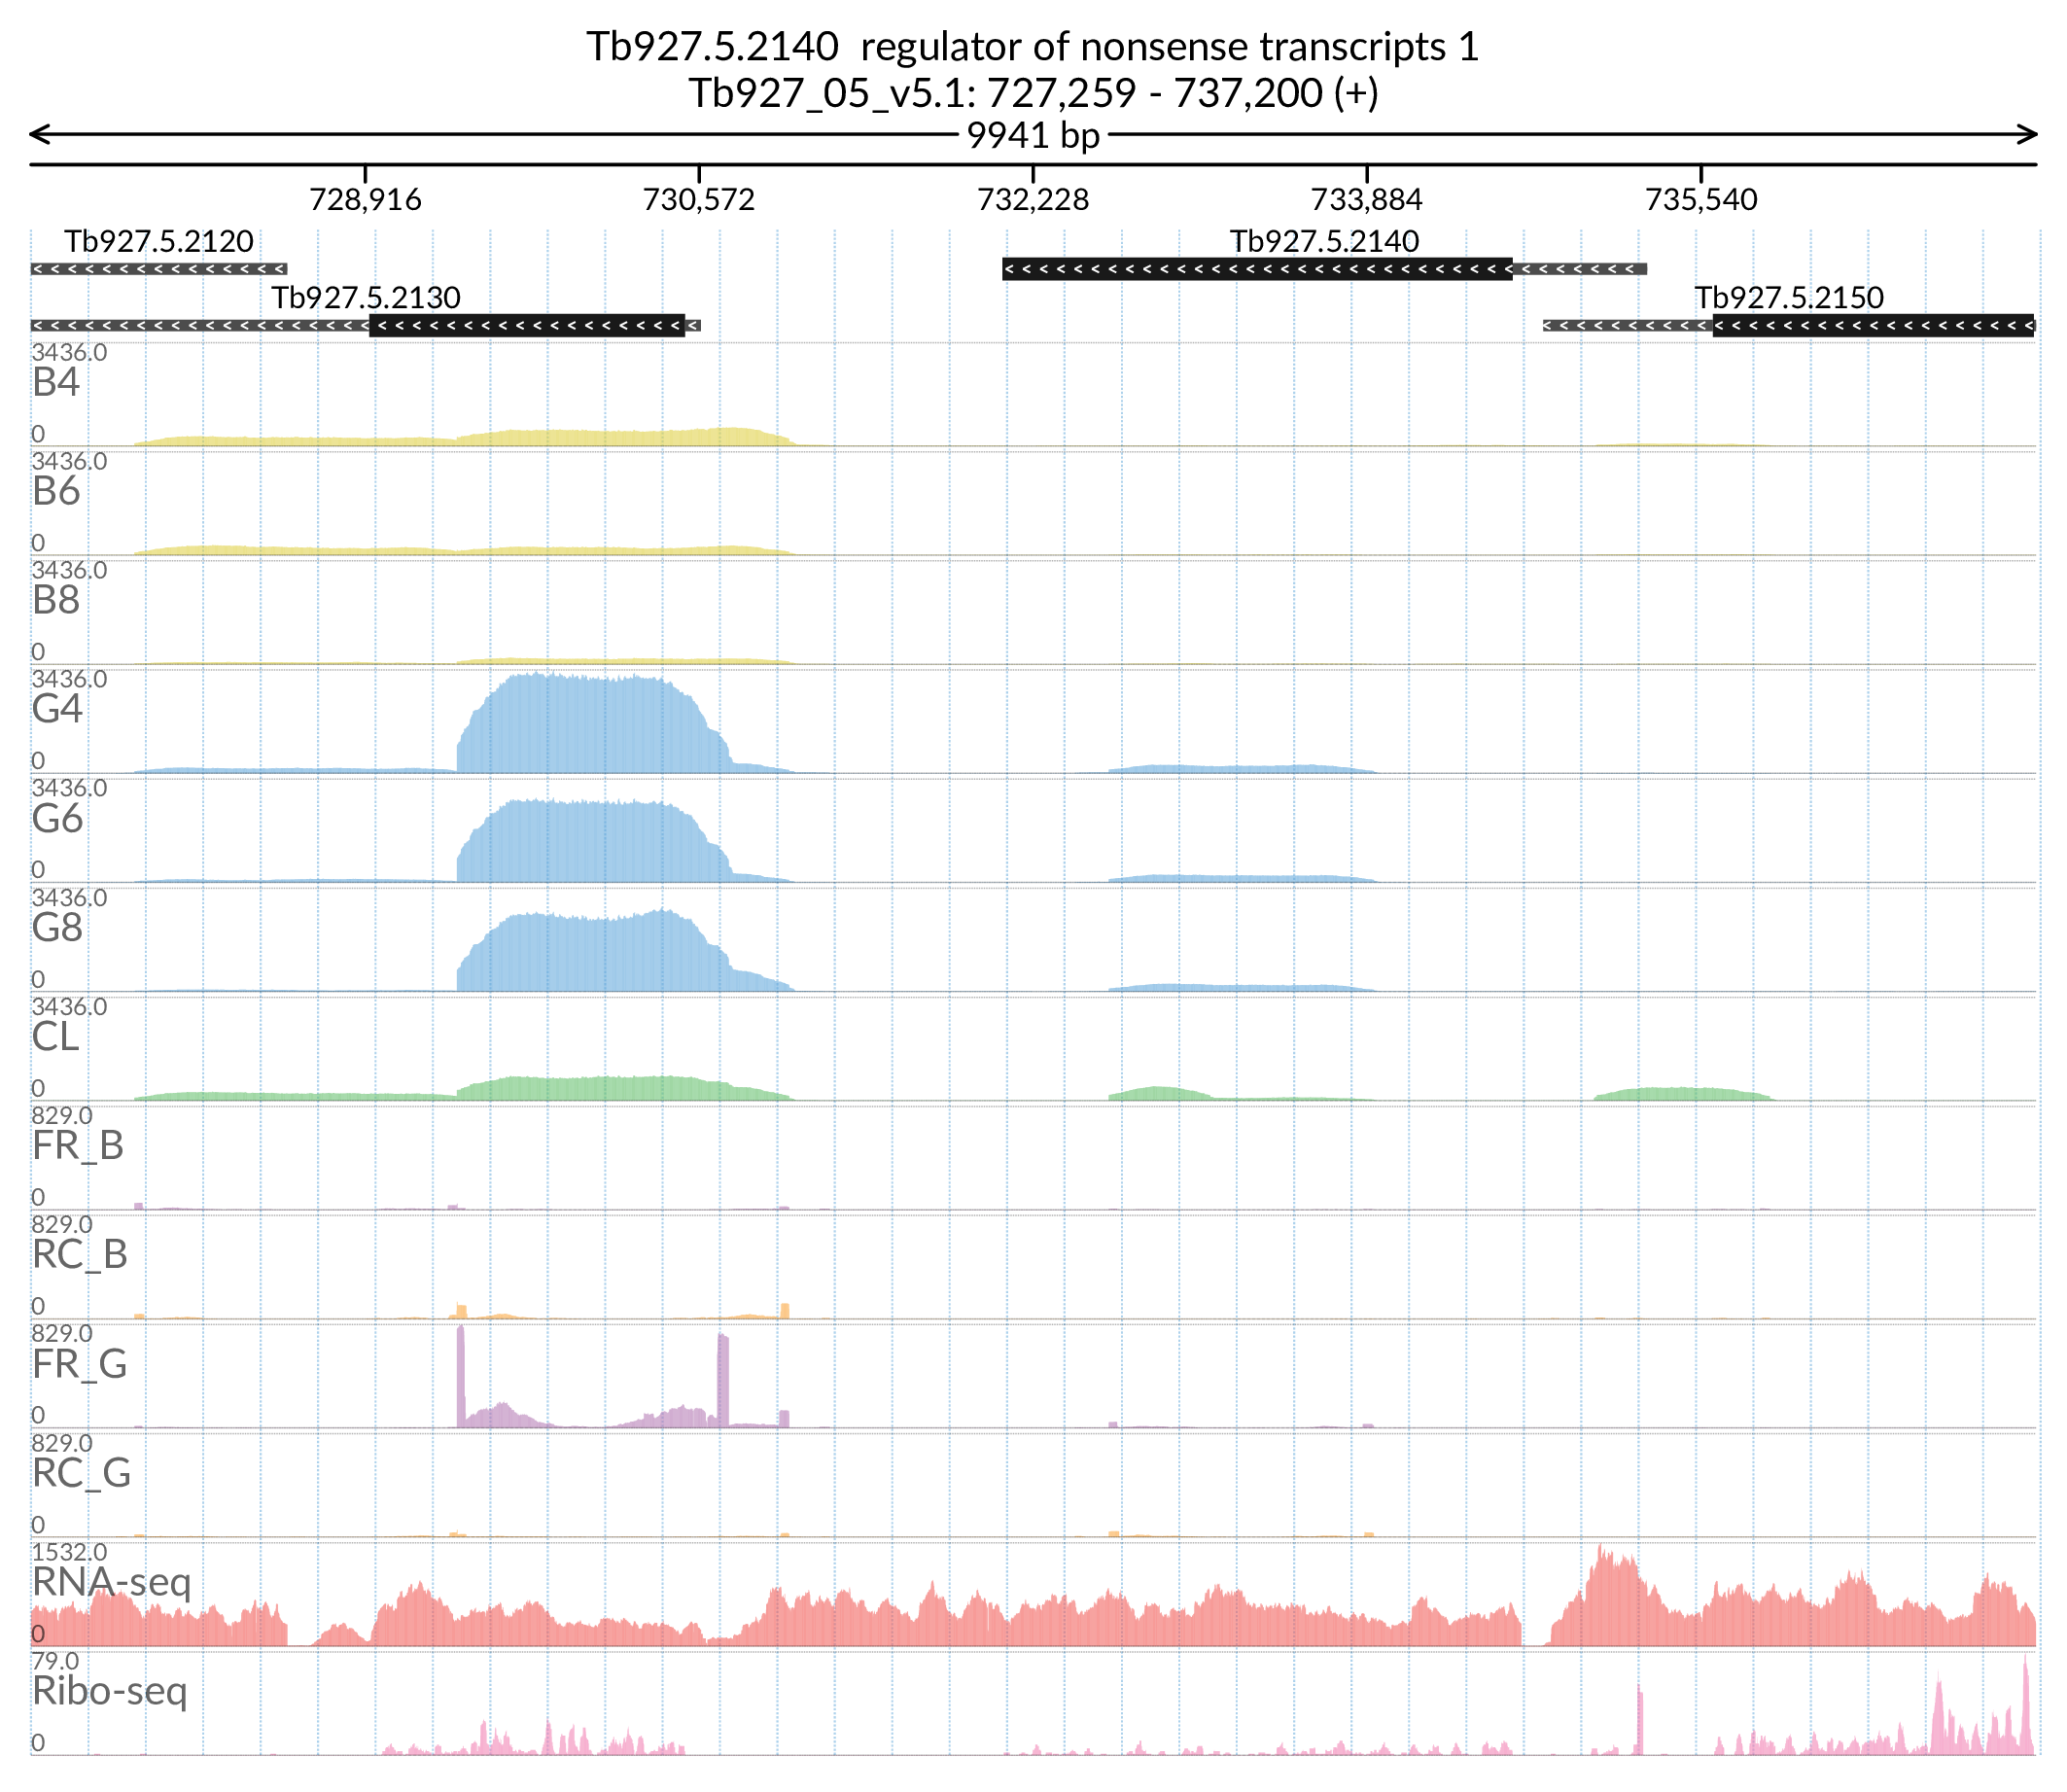 Tb927.5.2140 regulator of nonsense transcripts 1
Tb927_05_v5.1: 727,259 - 737,200 (+)
9941 bp
728,916 730,572 732,228 733,884 735,540
Tb927.5.2120 Tb927.5.2140
Tb927.5.2130 Tb927.5.2150
3436.0
B4
0
3436.0
B6
0
3436.0
B8
0
3436.0
G4
0
3436.0
G6
0
3436.0
G8
0
3436.0
CL
0
829.0
FR_B
0
829.0
RC_B
0
829.0
FR_G
0
829.0
RC_G
0
1532.0
RNA-seq
0
79.0
Ribo-seq
0